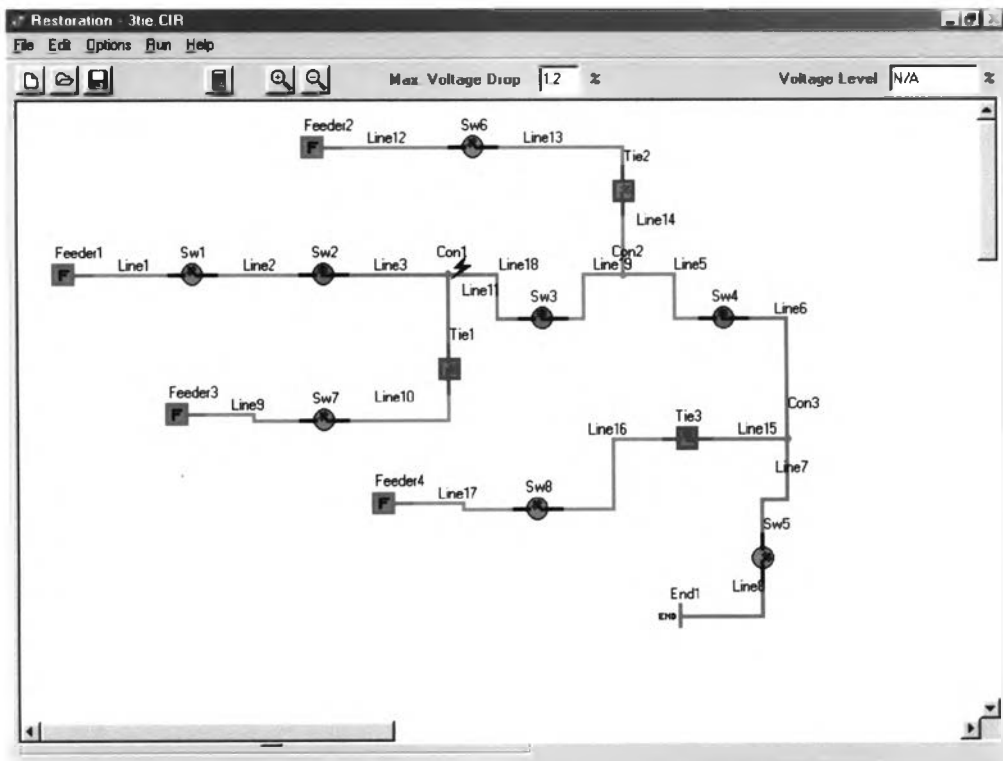 Restoration - 3tie.CIR
File Edit Options Run Help
Max. Voltage Drop 1.2 % Voltage Level N/A %
Feeder2 Line12 Sw6 Line13
Tie2
Line14
Feeder1 Line1 Sw1 Line2 Sw2 Line3 Con1 Line18 Line19 Con2 Line5
Line11 Sw3 Sw4 Line6
Tie1
Feeder3 Line9 Sw7 Line10
Con3
Line16 Tie3 Line15
Line7
Feeder4 Line17 Sw8
Sw5
Line8
End1
END
F
F
F
F